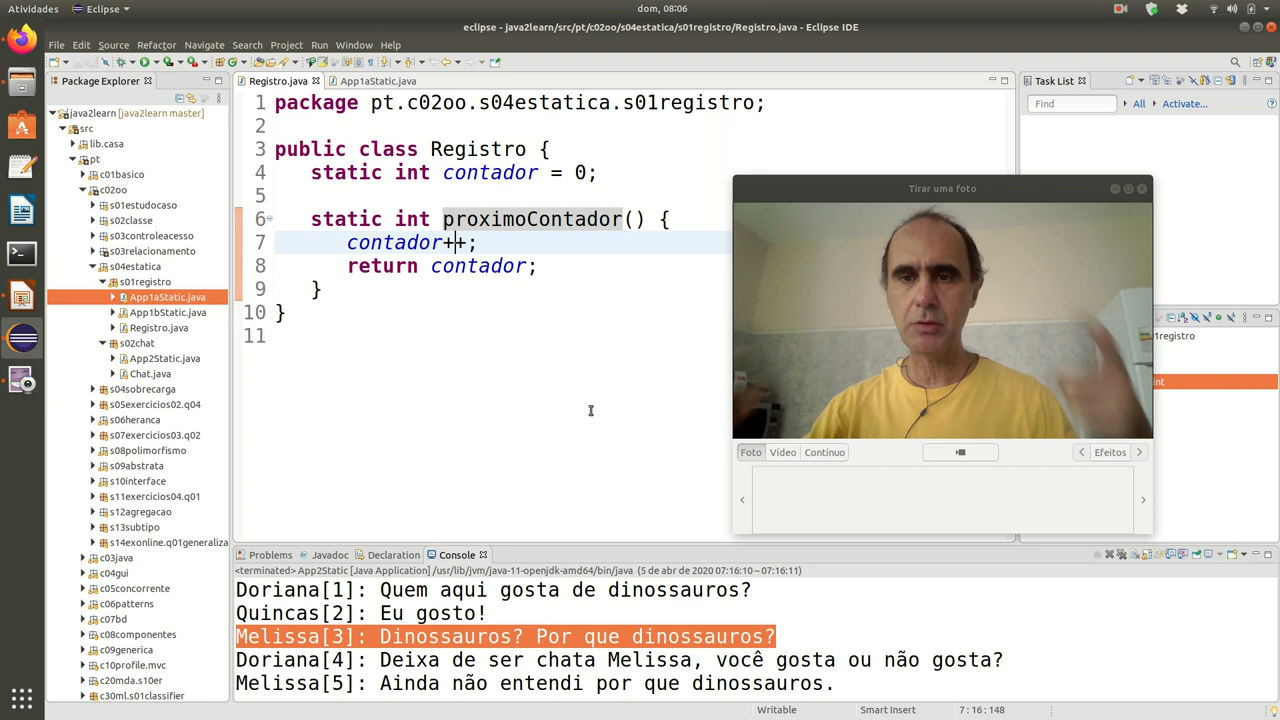 Atividades
Eclipse
dom, 08:06
eclipse - java2learn/src/pt/c02oo/s04estatica/s01registro/Registro.java - Eclipse IDE
File Edit Source Refactor Navigate Search Project Run Window Help
Package Explorer
Registro.java
App1aStatic.java
Task List
Find
All
Activate...
java2learn [java2learn master]
src
lib.casa
pt
c01basico
c02oo
s01estudocaso
s02classe
s03controleacesso
s03relacionamento
s04estatica
s01registro
App1aStatic.java
App1bStatic.java
Registro.java
s02chat
App2Static.java
Chat.java
s04sobrecarga
s05exercicios02.q04
s06heranca
s07exercicios03.q02
s08polimorfismo
s09abstrata
s10interface
s11exercicios04.q01
s12agregacao
s13subtipo
s14exonline.q01generaliza
c03java
c04gui
c05concorrente
c06patterns
c07bd
c08componentes
c09generica
c10profile.mvc
c20mda.s10er
c30ml.s01classifier
1 package pt.c02oo.s04estatica.s01registro;
2
3 public class Registro {
4 static int contador = 0;
5
6 static int proximoContador() {
7 contador++;
8 return contador;
9 }
10 }
11
Tirar uma foto
Foto Vídeo Contínuo
Efeitos
Problems Javadoc Declaration Console
<terminated> App2Static [Java Application] /usr/lib/jvm/java-11-openjdk-amd64/bin/java (5 de abr de 2020 07:16:10 – 07:16:11)
Doriana[1]: Quem aqui gosta de dinossauros?
Quincas[2]: Eu gosto!
Melissa[3]: Dinossauros? Por que dinossauros?
Doriana[4]: Deixa de ser chata Melissa, você gosta ou não gosta?
Melissa[5]: Ainda não entendi por que dinossauros.
Writable
Smart Insert
7 : 16 : 148